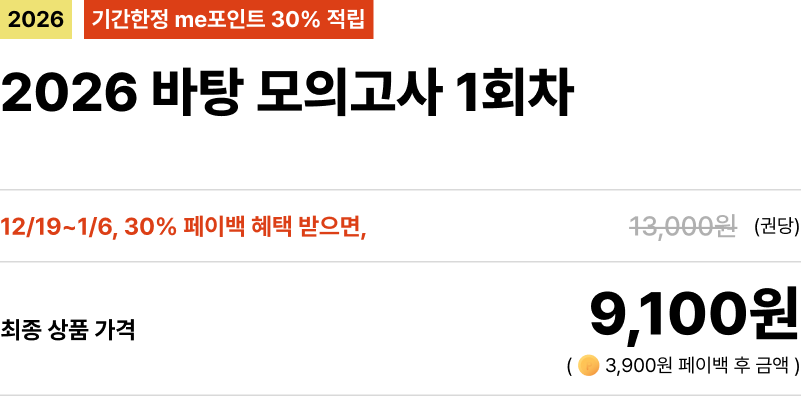 2026 기간한정 me포인트 30% 적립
2026 바탕 모의고사 1회차
12/19~1/6, 30% 페이백 혜택 받으면, 13,000원 (권당)
최종 상품 가격 9,100원
( 3,900원 페이백 후 금액 )